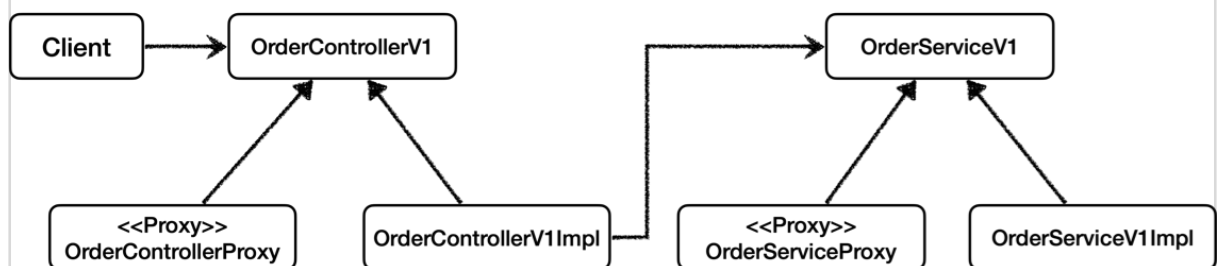 Client
OrderControllerV1
OrderServiceV1
<<Proxy>>
OrderControllerProxy
OrderControllerV1Impl
<<Proxy>>
OrderServiceProxy
OrderServiceV1Impl